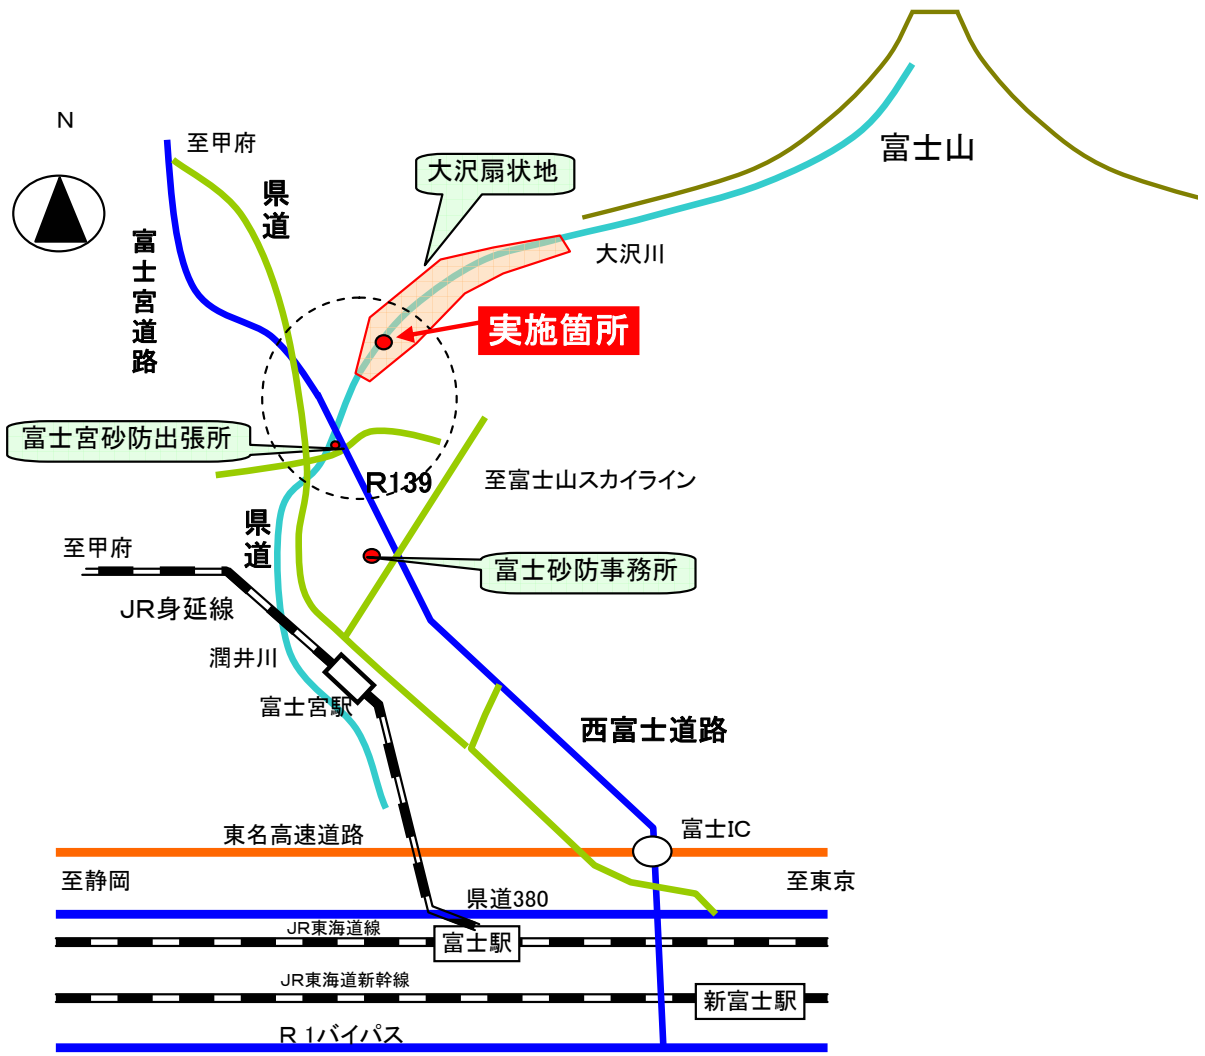 N
至甲府
富士山
大沢扇状地
県道
富士宮道路
大沢川
実施箇所
富士宮砂防出張所
R139
至富士山スカイライン
県道
至甲府
富士砂防事務所
JR身延線
潤井川
富士宮駅
西富士道路
富士IC
東名高速道路
至静岡
至東京
県道380
JR東海道線
富士駅
JR東海道新幹線
新富士駅
R 1バイパス